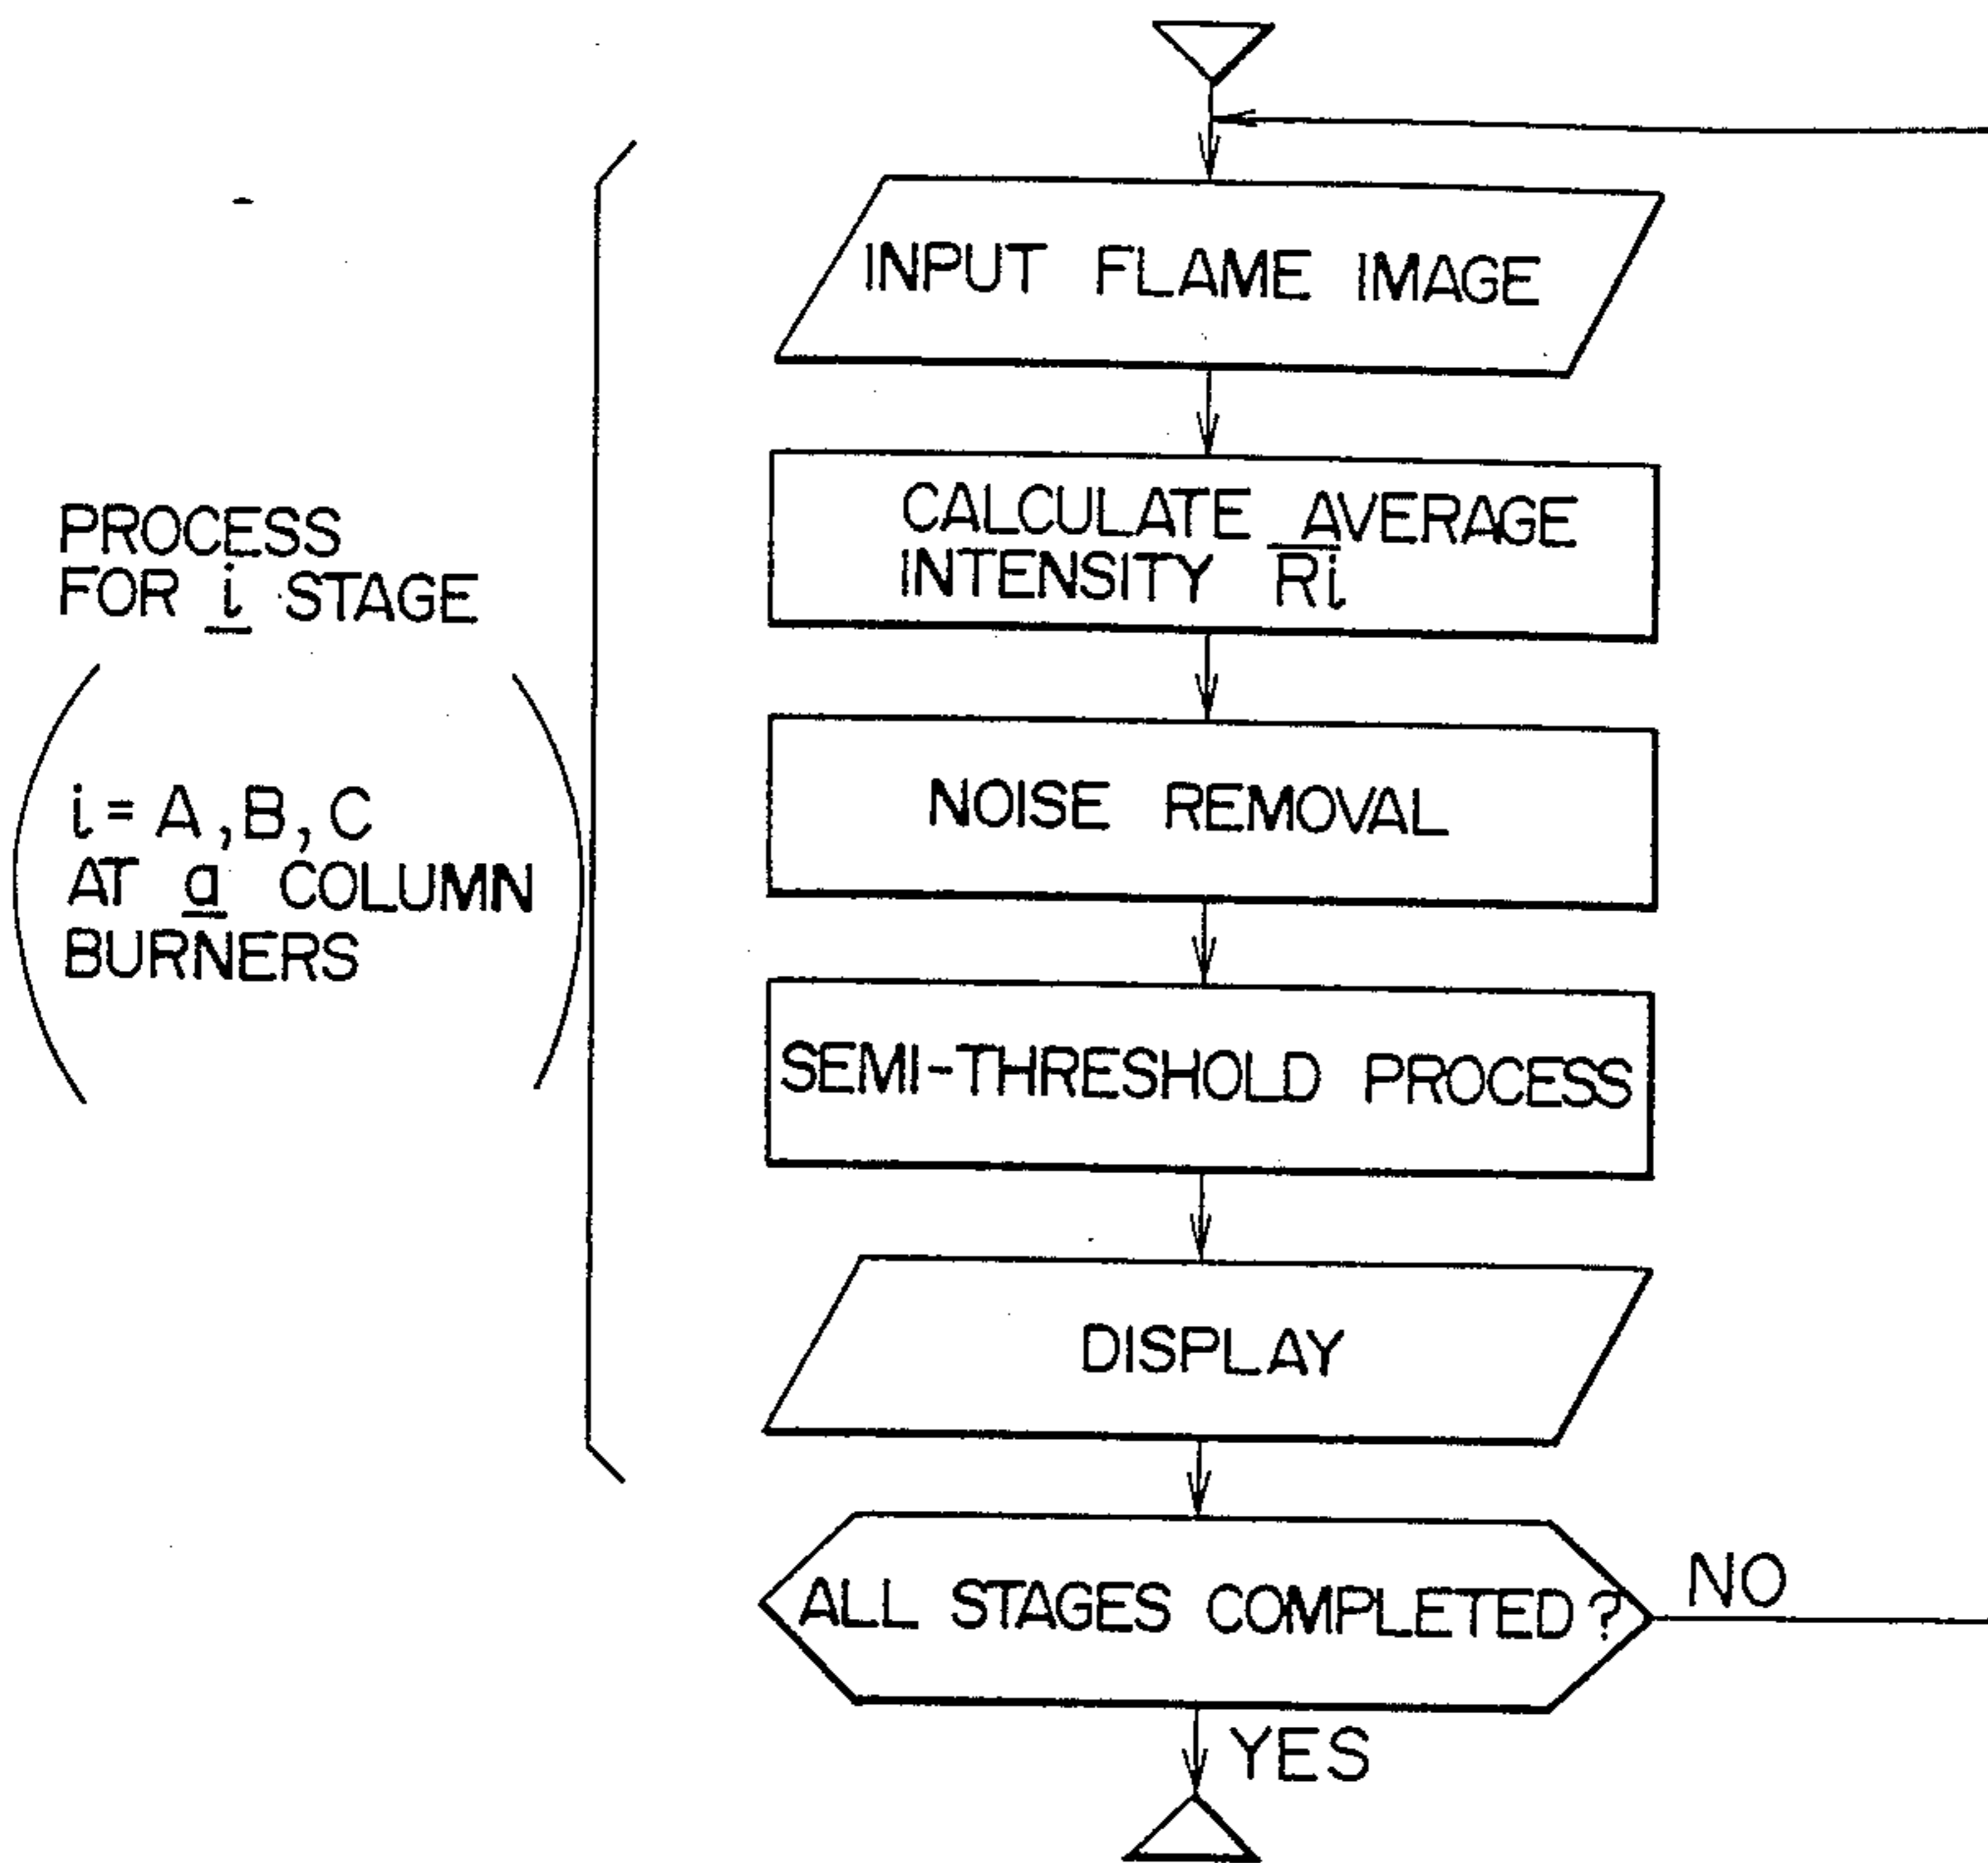 PROCESS
FOR i STAGE
i = A, B, C
AT a COLUMN
BURNERS
INPUT FLAME IMAGE
CALCULATE AVERAGE
INTENSITY R̅i̅
NOISE REMOVAL
SEMI-THRESHOLD PROCESS
DISPLAY
ALL STAGES COMPLETED?
NO
YES